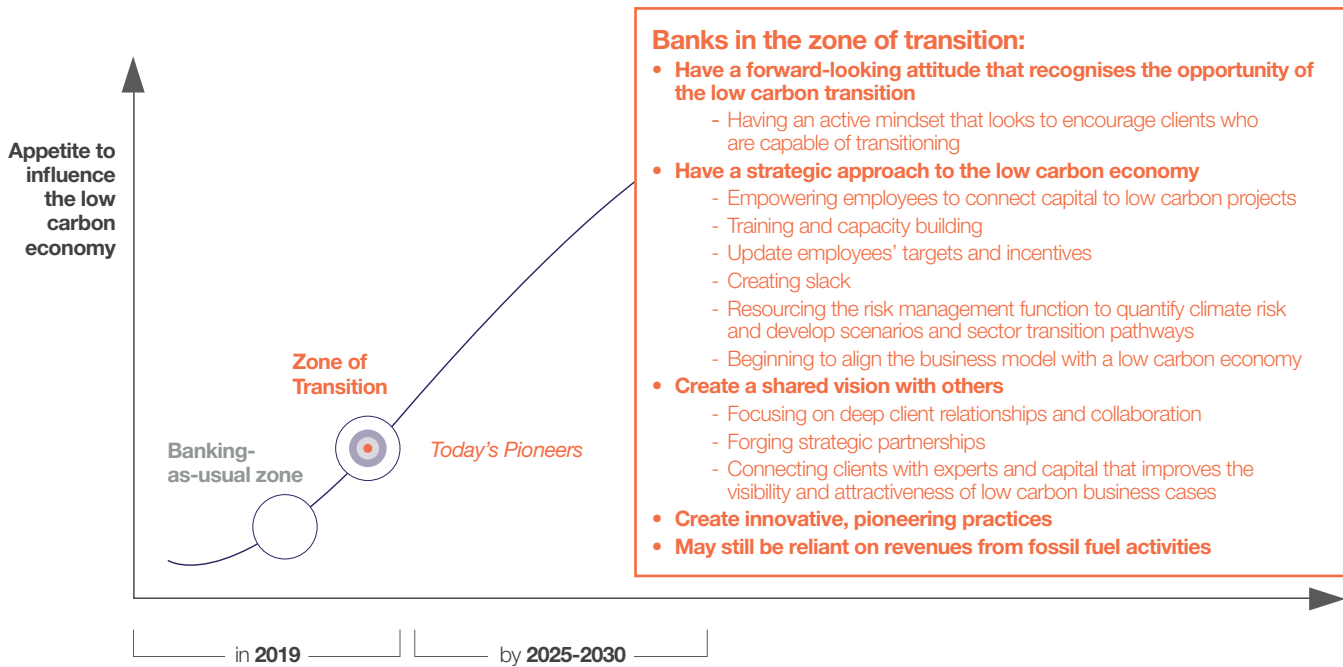 Appetite to
influence
the low
carbon
economy
Banking-
as-usual zone
Zone of
Transition
Today's Pioneers
Banks in the zone of transition:
• Have a forward-looking attitude that recognises the opportunity of
the low carbon transition
- Having an active mindset that looks to encourage clients who
are capable of transitioning
• Have a strategic approach to the low carbon economy
- Empowering employees to connect capital to low carbon projects
- Training and capacity building
- Update employees' targets and incentives
- Creating slack
- Resourcing the risk management function to quantify climate risk
and develop scenarios and sector transition pathways
- Beginning to align the business model with a low carbon economy
• Create a shared vision with others
- Focusing on deep client relationships and collaboration
- Forging strategic partnerships
- Connecting clients with experts and capital that improves the
visibility and attractiveness of low carbon business cases
• Create innovative, pioneering practices
• May still be reliant on revenues from fossil fuel activities
in 2019
by 2025-2030